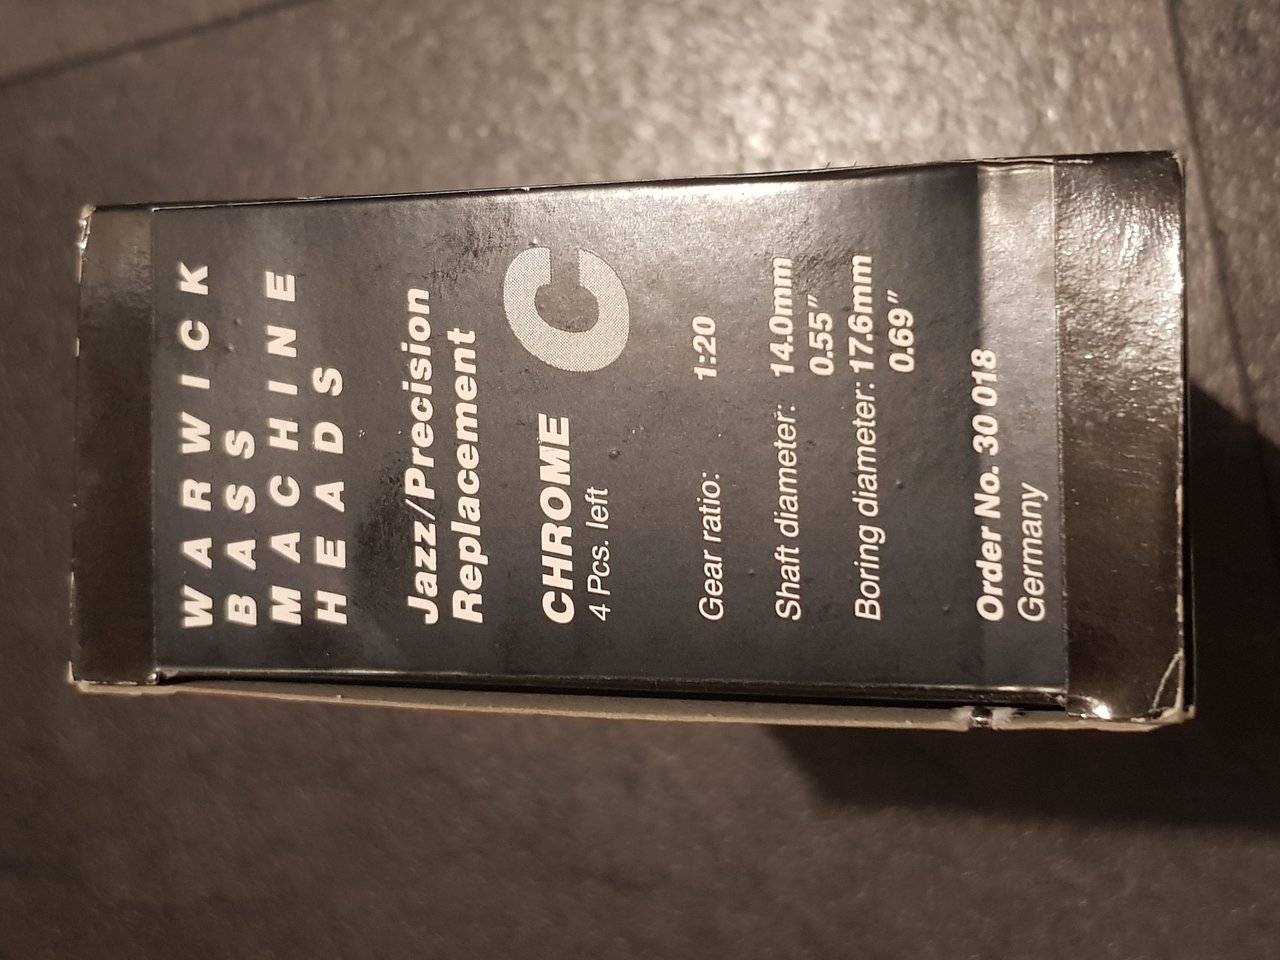 WARWICK
BASS
MACHINE
HEADS
Jazz/Precision
Replacement
C
CHROME
4 Pcs. left
Gear ratio: 1:20
Shaft diameter: 14.0mm
0.55″
Boring diameter: 17.6mm
0.69″
Order No. 30 018
Germany